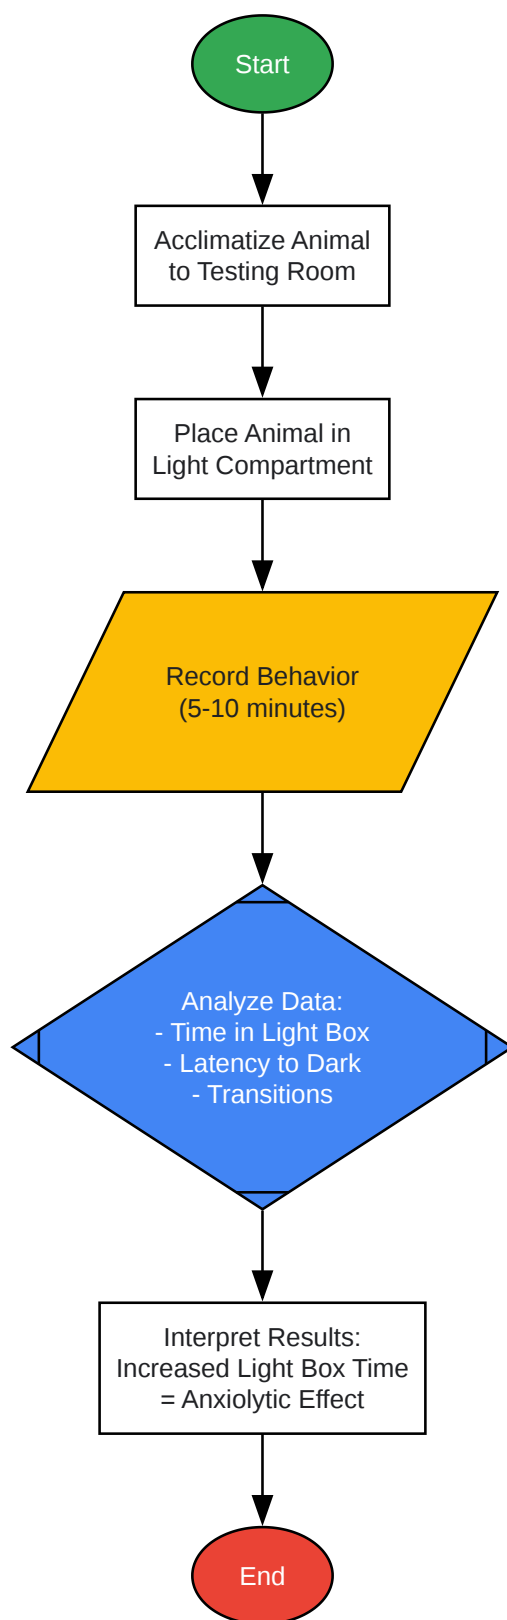 Start
Acclimatize Animal
to Testing Room
Place Animal in
Light Compartment
Record Behavior
(5-10 minutes)
Analyze Data:
- Time in Light Box
- Latency to Dark
- Transitions
Interpret Results:
Increased Light Box Time
= Anxiolytic Effect
End